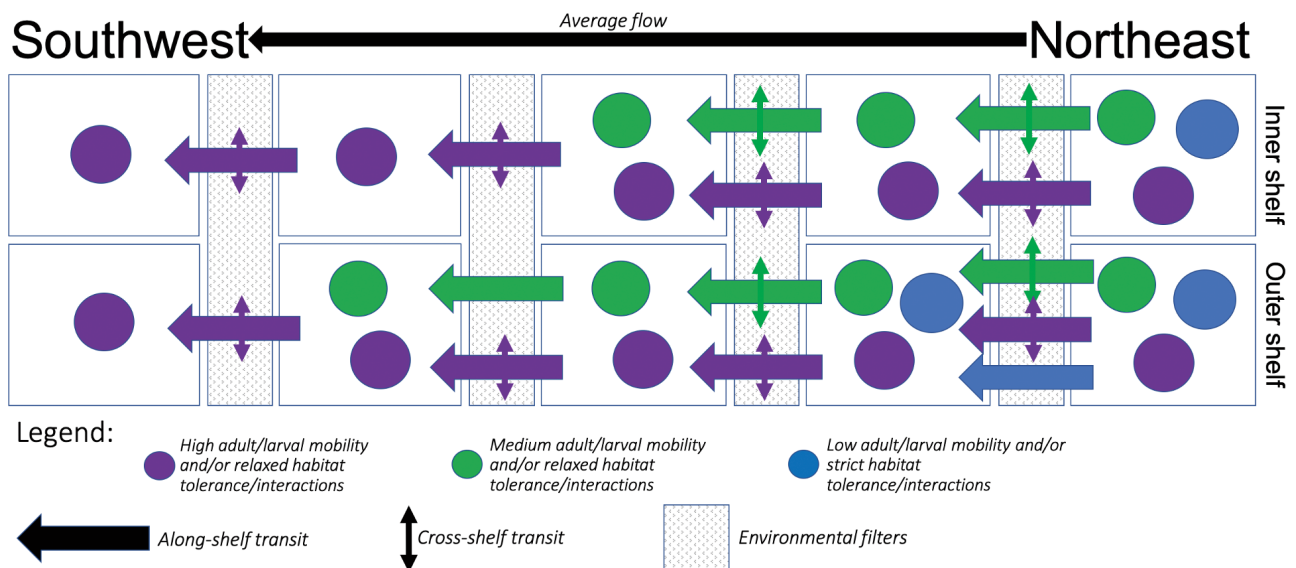 Average flow
Southwest
Northeast
Inner shelf
Outer shelf
Legend:
High adult/larval mobility
and/or relaxed habitat
tolerance/interactions
Medium adult/larval mobility
and/or relaxed habitat
tolerance/interactions
Low adult/larval mobility and/or
strict habitat
tolerance/interactions
Along-shelf transit
Cross-shelf transit
Environmental filters